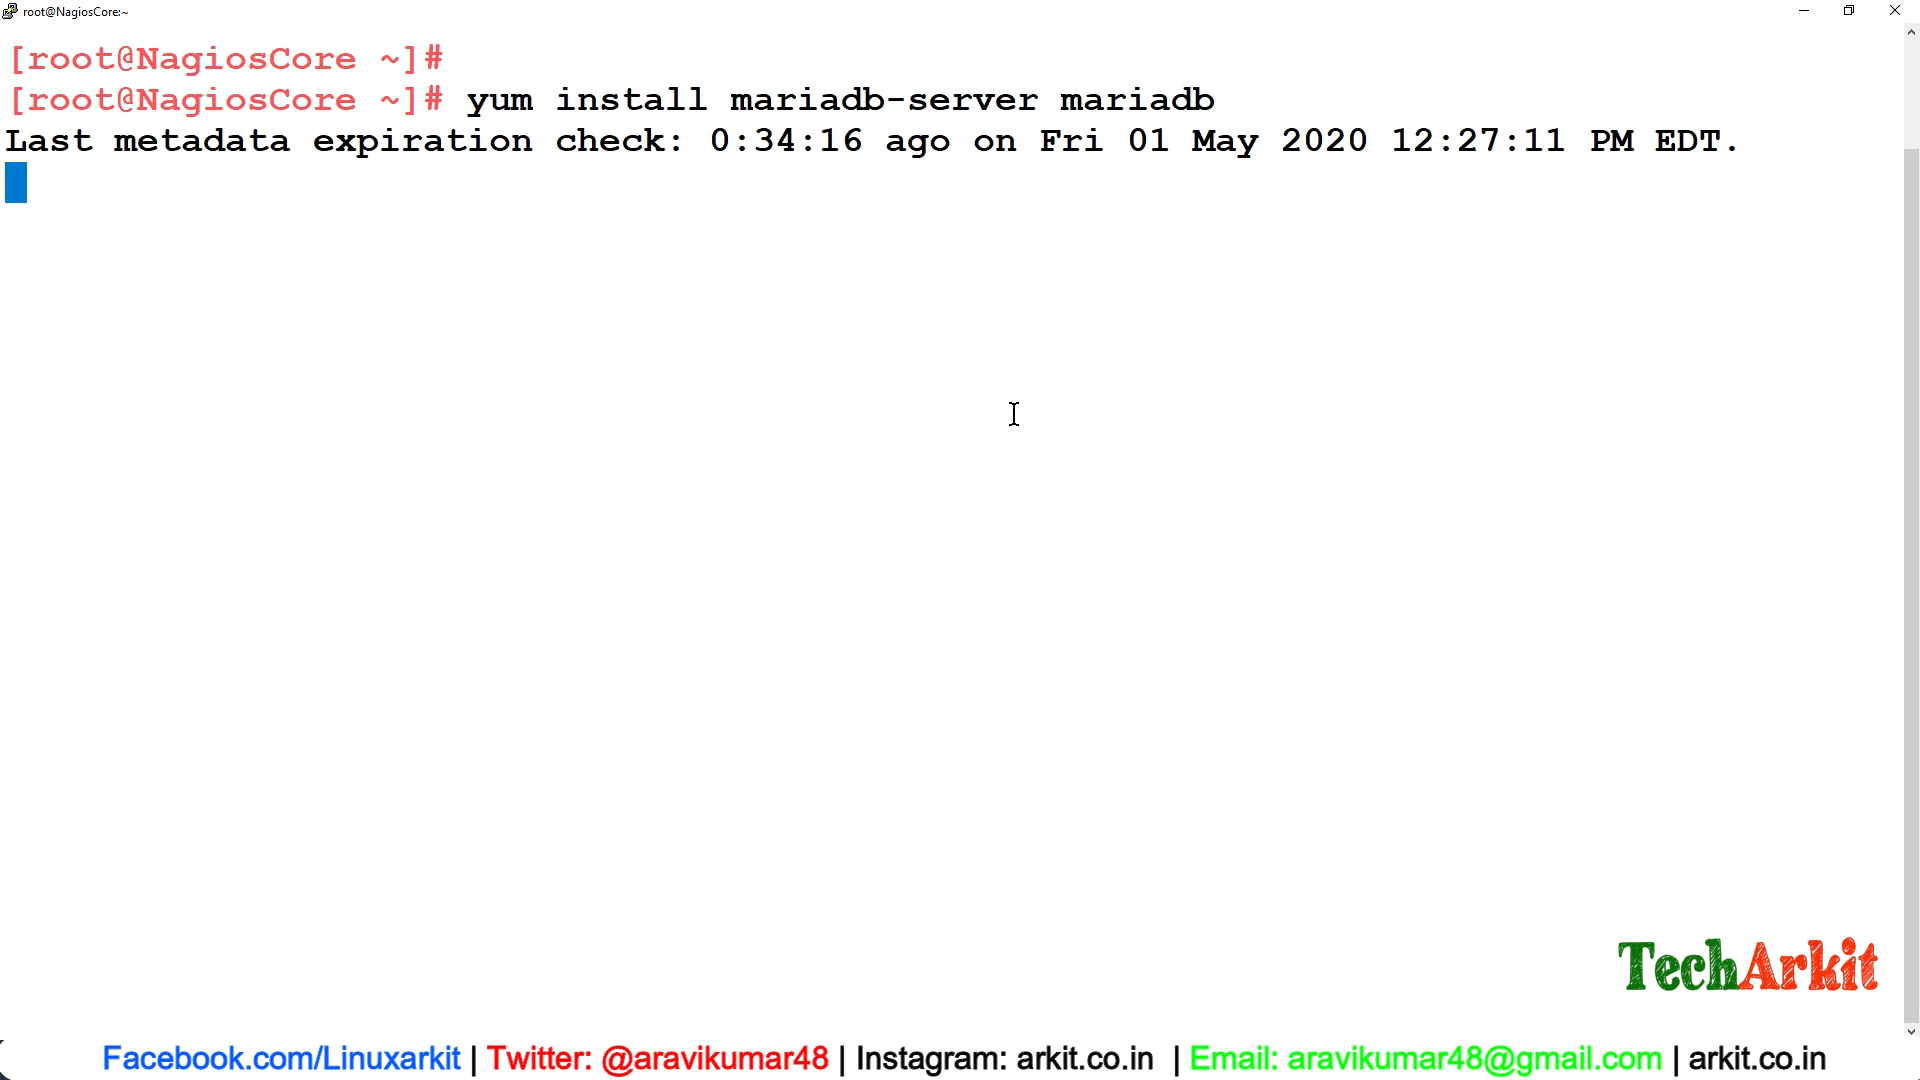 root@NagiosCore:~
[root@NagiosCore ~]#
[root@NagiosCore ~]# yum install mariadb-server mariadb
Last metadata expiration check: 0:34:16 ago on Fri 01 May 2020 12:27:11 PM EDT.
TechArkit
Facebook.com/Linuxarkit | Twitter: @aravikumar48 | Instagram: arkit.co.in | Email: aravikumar48@gmail.com | arkit.co.in